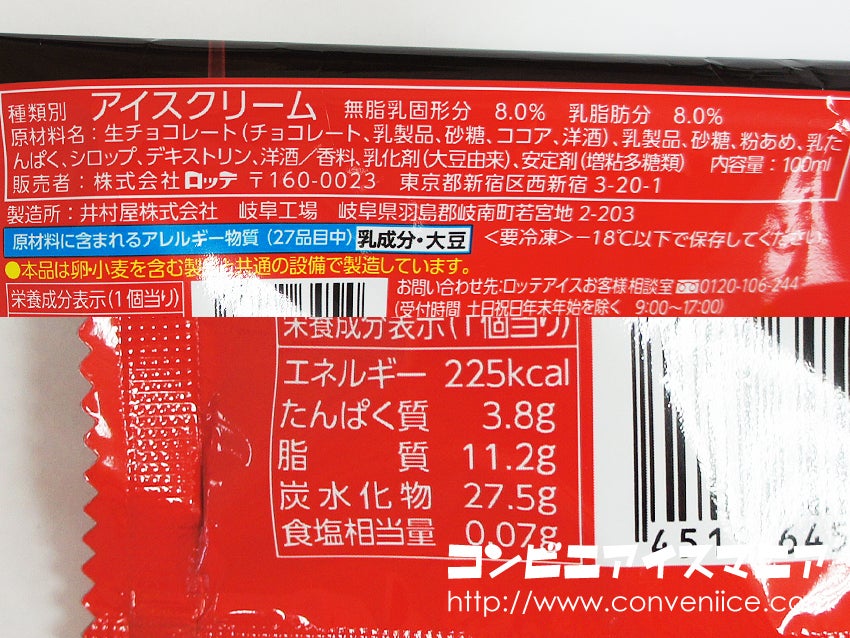 種類別 アイスクリーム 無脂乳固形分 8.0% 乳脂肪分 8.0%
原材料名：生チョコレート（チョコレート、乳製品、砂糖、ココア、洋酒）、乳製品、砂糖、粉あめ、乳た
んぱく、シロップ、デキストリン、洋酒／香料、乳化剤（大豆由来）、安定剤（増粘多糖類） 内容量：100ml
販売者：株式会社ロッテ 〒160-0023 東京都新宿区西新宿3-20-1
製造所：井村屋株式会社 岐阜工場 岐阜県羽島郡岐南町若宮地2-203
原材料に含まれるアレルギー物質（27品目中） 乳成分・大豆 ＜要冷凍＞−18℃以下で保存してください
●本品は卵・小麦を含む製品と共通の設備で製造しています。
栄養成分表示（1個当り）
お問い合わせ先：ロッテアイスお客様相談室 0120-106-244
（受付時間 土日祝日年末年始を除く 9:00〜17:00）
栄養成分表示（1個当り）
エネルギー 225kcal
たんぱく質 3.8g
脂質 11.2g
炭水化物 27.5g
食塩相当量 0.07g
451 645
コンビニアイスマニア
http://www.conveniice.com